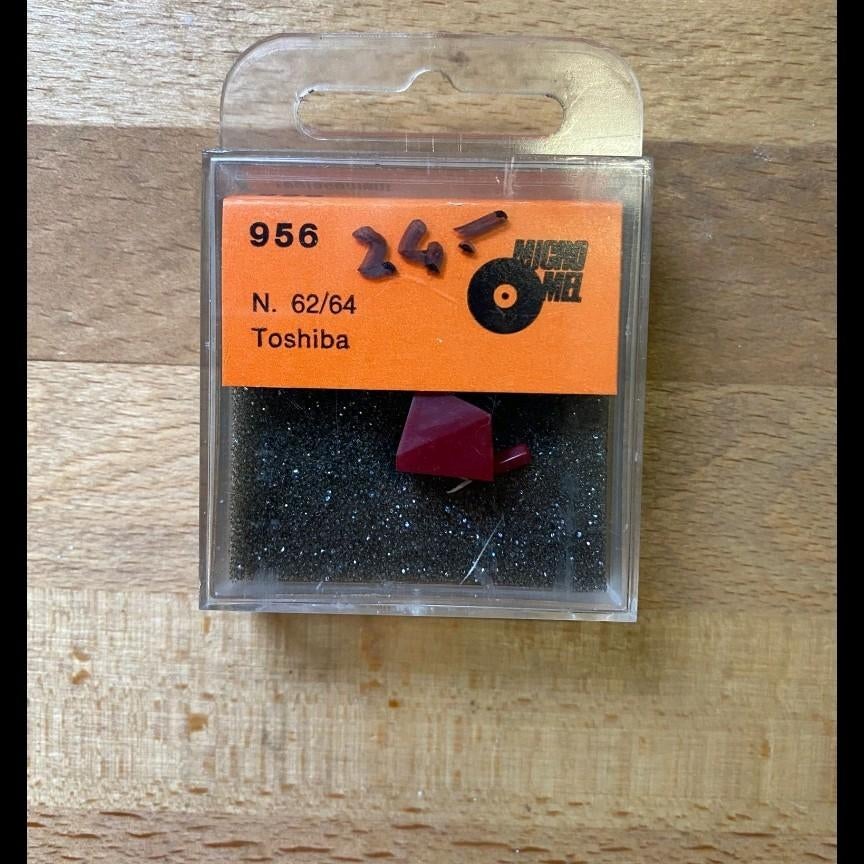 956
24.-
MICRO
MEL
N. 62/64
Toshiba